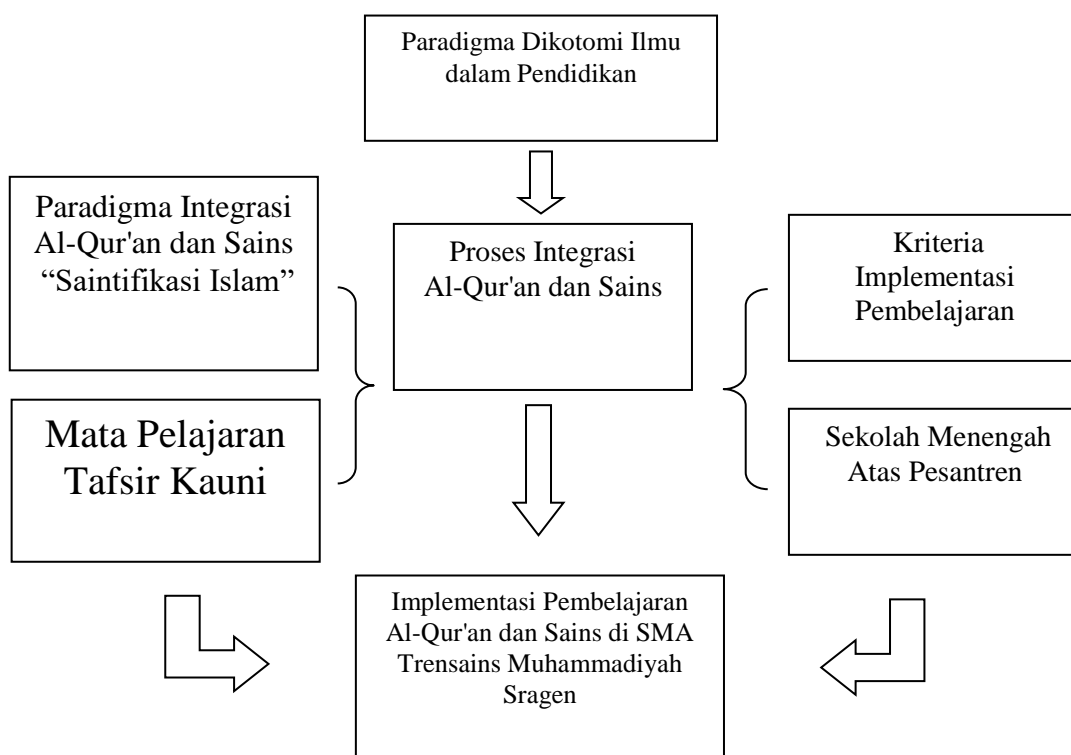 Paradigma Dikotomi Ilmu
dalam Pendidikan
Paradigma Integrasi
Al-Qur'an dan Sains
“Saintifikasi Islam”
Proses Integrasi
Al-Qur'an dan Sains
Kriteria
Implementasi
Pembelajaran
Mata Pelajaran
Tafsir Kauni
Sekolah Menengah
Atas Pesantren
Implementasi Pembelajaran
Al-Qur'an dan Sains di SMA
Trensains Muhammadiyah
Sragen